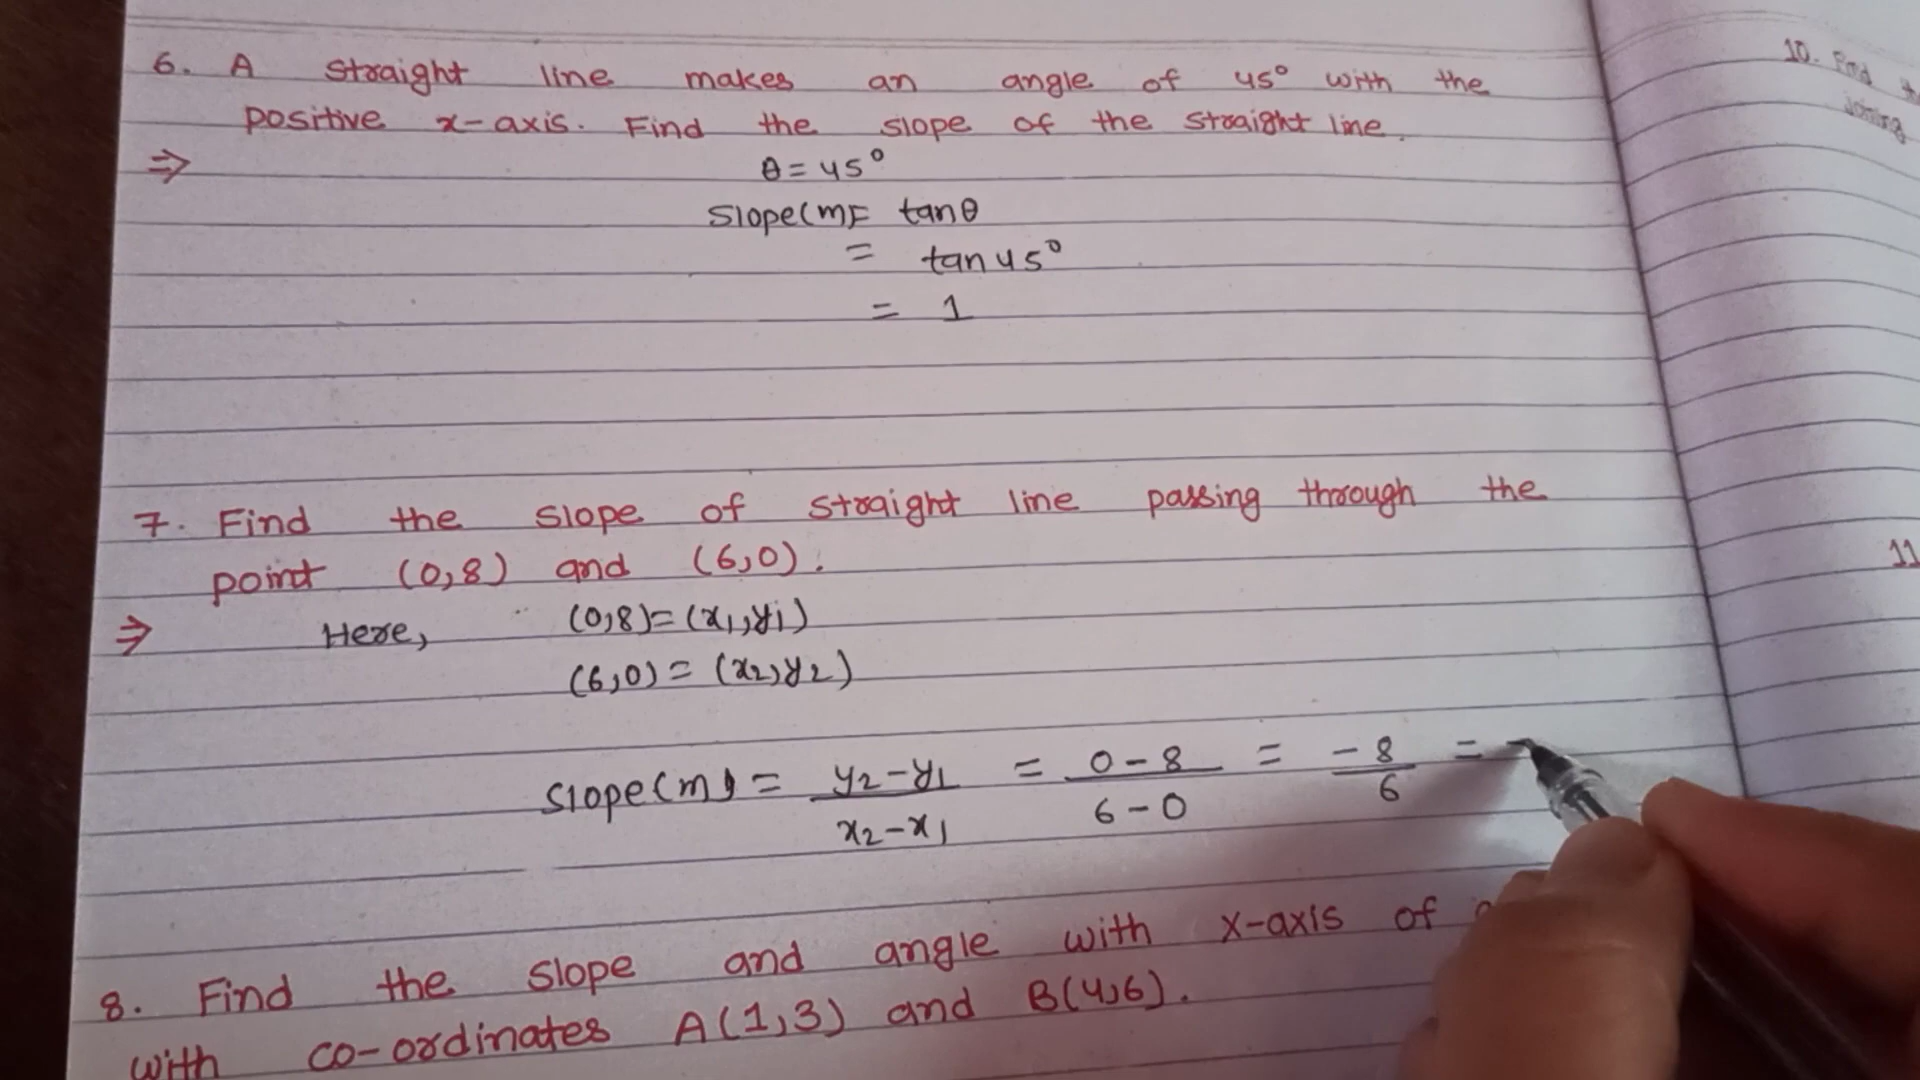 6. A straight line makes an angle of 45° with the
positive x-axis. Find the slope of the straight line.
⇒ θ = 45°
Slope(m) = tanθ
= tan45°
= 1
7. Find the slope of straight line passing through the
point (0,8) and (6,0).
⇒ Here, (0,8) = (x₁,y₁)
(6,0) = (x₂,y₂)
Slope(m) = y₂-y₁ / x₂-x₁ = 0-8 / 6-0 = -8 / 6 = -
8. Find the slope and angle with x-axis of
with co-ordinates A(1,3) and B(4,6).
10. Find
Joining
11